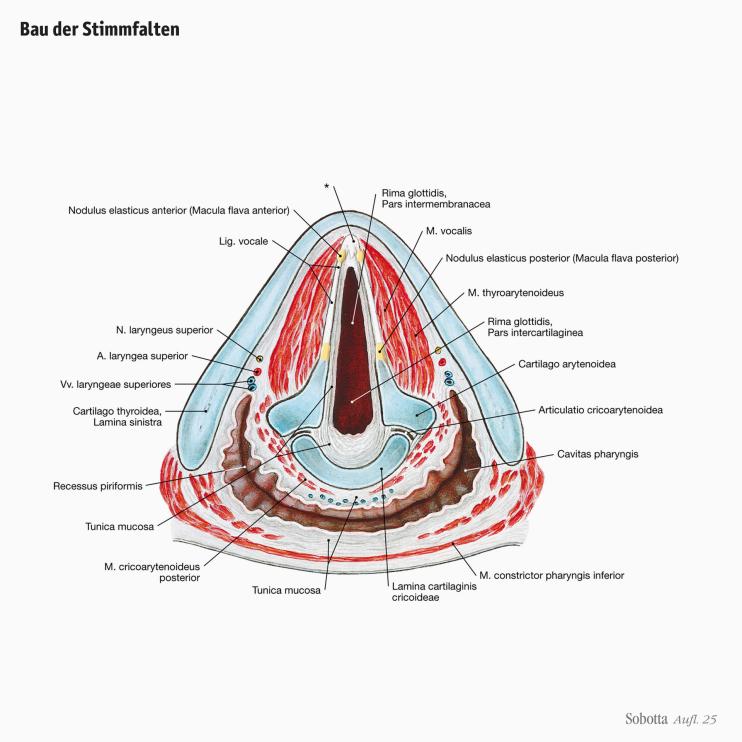 Bau der Stimmfalten
*
Rima glottidis,
Pars intermembranacea
Nodulus elasticus anterior (Macula flava anterior)
M. vocalis
Lig. vocale
Nodulus elasticus posterior (Macula flava posterior)
M. thyroarytenoideus
N. laryngeus superior
Rima glottidis,
Pars intercartilaginea
A. laryngea superior
Cartilago arytenoidea
Vv. laryngeae superiores
Cartilago thyroidea,
Lamina sinistra
Articulatio cricoarytenoidea
Cavitas pharyngis
Recessus piriformis
Tunica mucosa
M. cricoarytenoideus
posterior
M. constrictor pharyngis inferior
Tunica mucosa
Lamina cartilaginis
cricoideae
Sobotta Aufl. 25